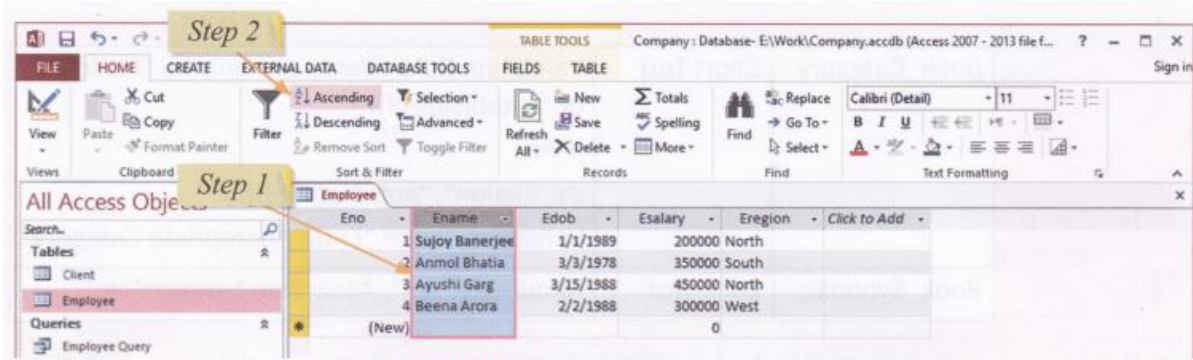 Step 2
TABLE TOOLS
Company : Database- E:\Work\Company.accdb (Access 2007 - 2013 file f... ?
FILE HOME CREATE EXTERNAL DATA DATABASE TOOLS FIELDS TABLE Sign in
View Paste Cut Copy Format Painter
Filter Ascending Descending Remove Sort Selection Advanced Toggle Filter
Refresh All New Save Delete Totals Spelling More
Find Replace Go To Select
Calibri (Detail) 11
B I U A
Views Clipboard Sort & Filter Records Find Text Formatting
Step 1
All Access Objects
Search...
Tables
Client
Employee
Queries
Employee Query
Employee
Eno Ename Edob Esalary Eregion Click to Add
1 Sujoy Banerjee 1/1/1989 200000 North
2 Anmol Bhatia 3/3/1978 350000 South
3 Ayushi Garg 3/15/1988 450000 North
4 Beena Arora 2/2/1988 300000 West
* (New) 0